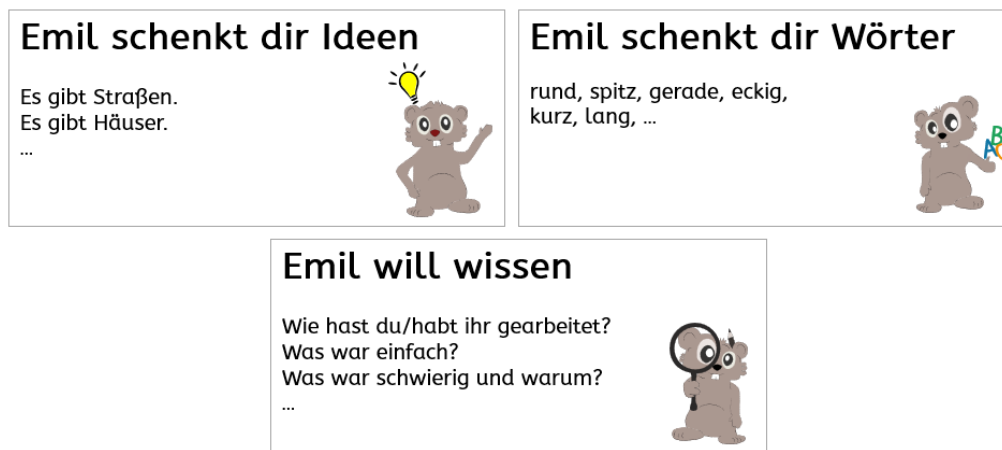 Emil schenkt dir Ideen
Es gibt Straßen.
Es gibt Häuser.
...
Emil schenkt dir Wörter
rund, spitz, gerade, eckig,
kurz, lang, ...
A B C
Emil will wissen
Wie hast du/habt ihr gearbeitet?
Was war einfach?
Was war schwierig und warum?
...